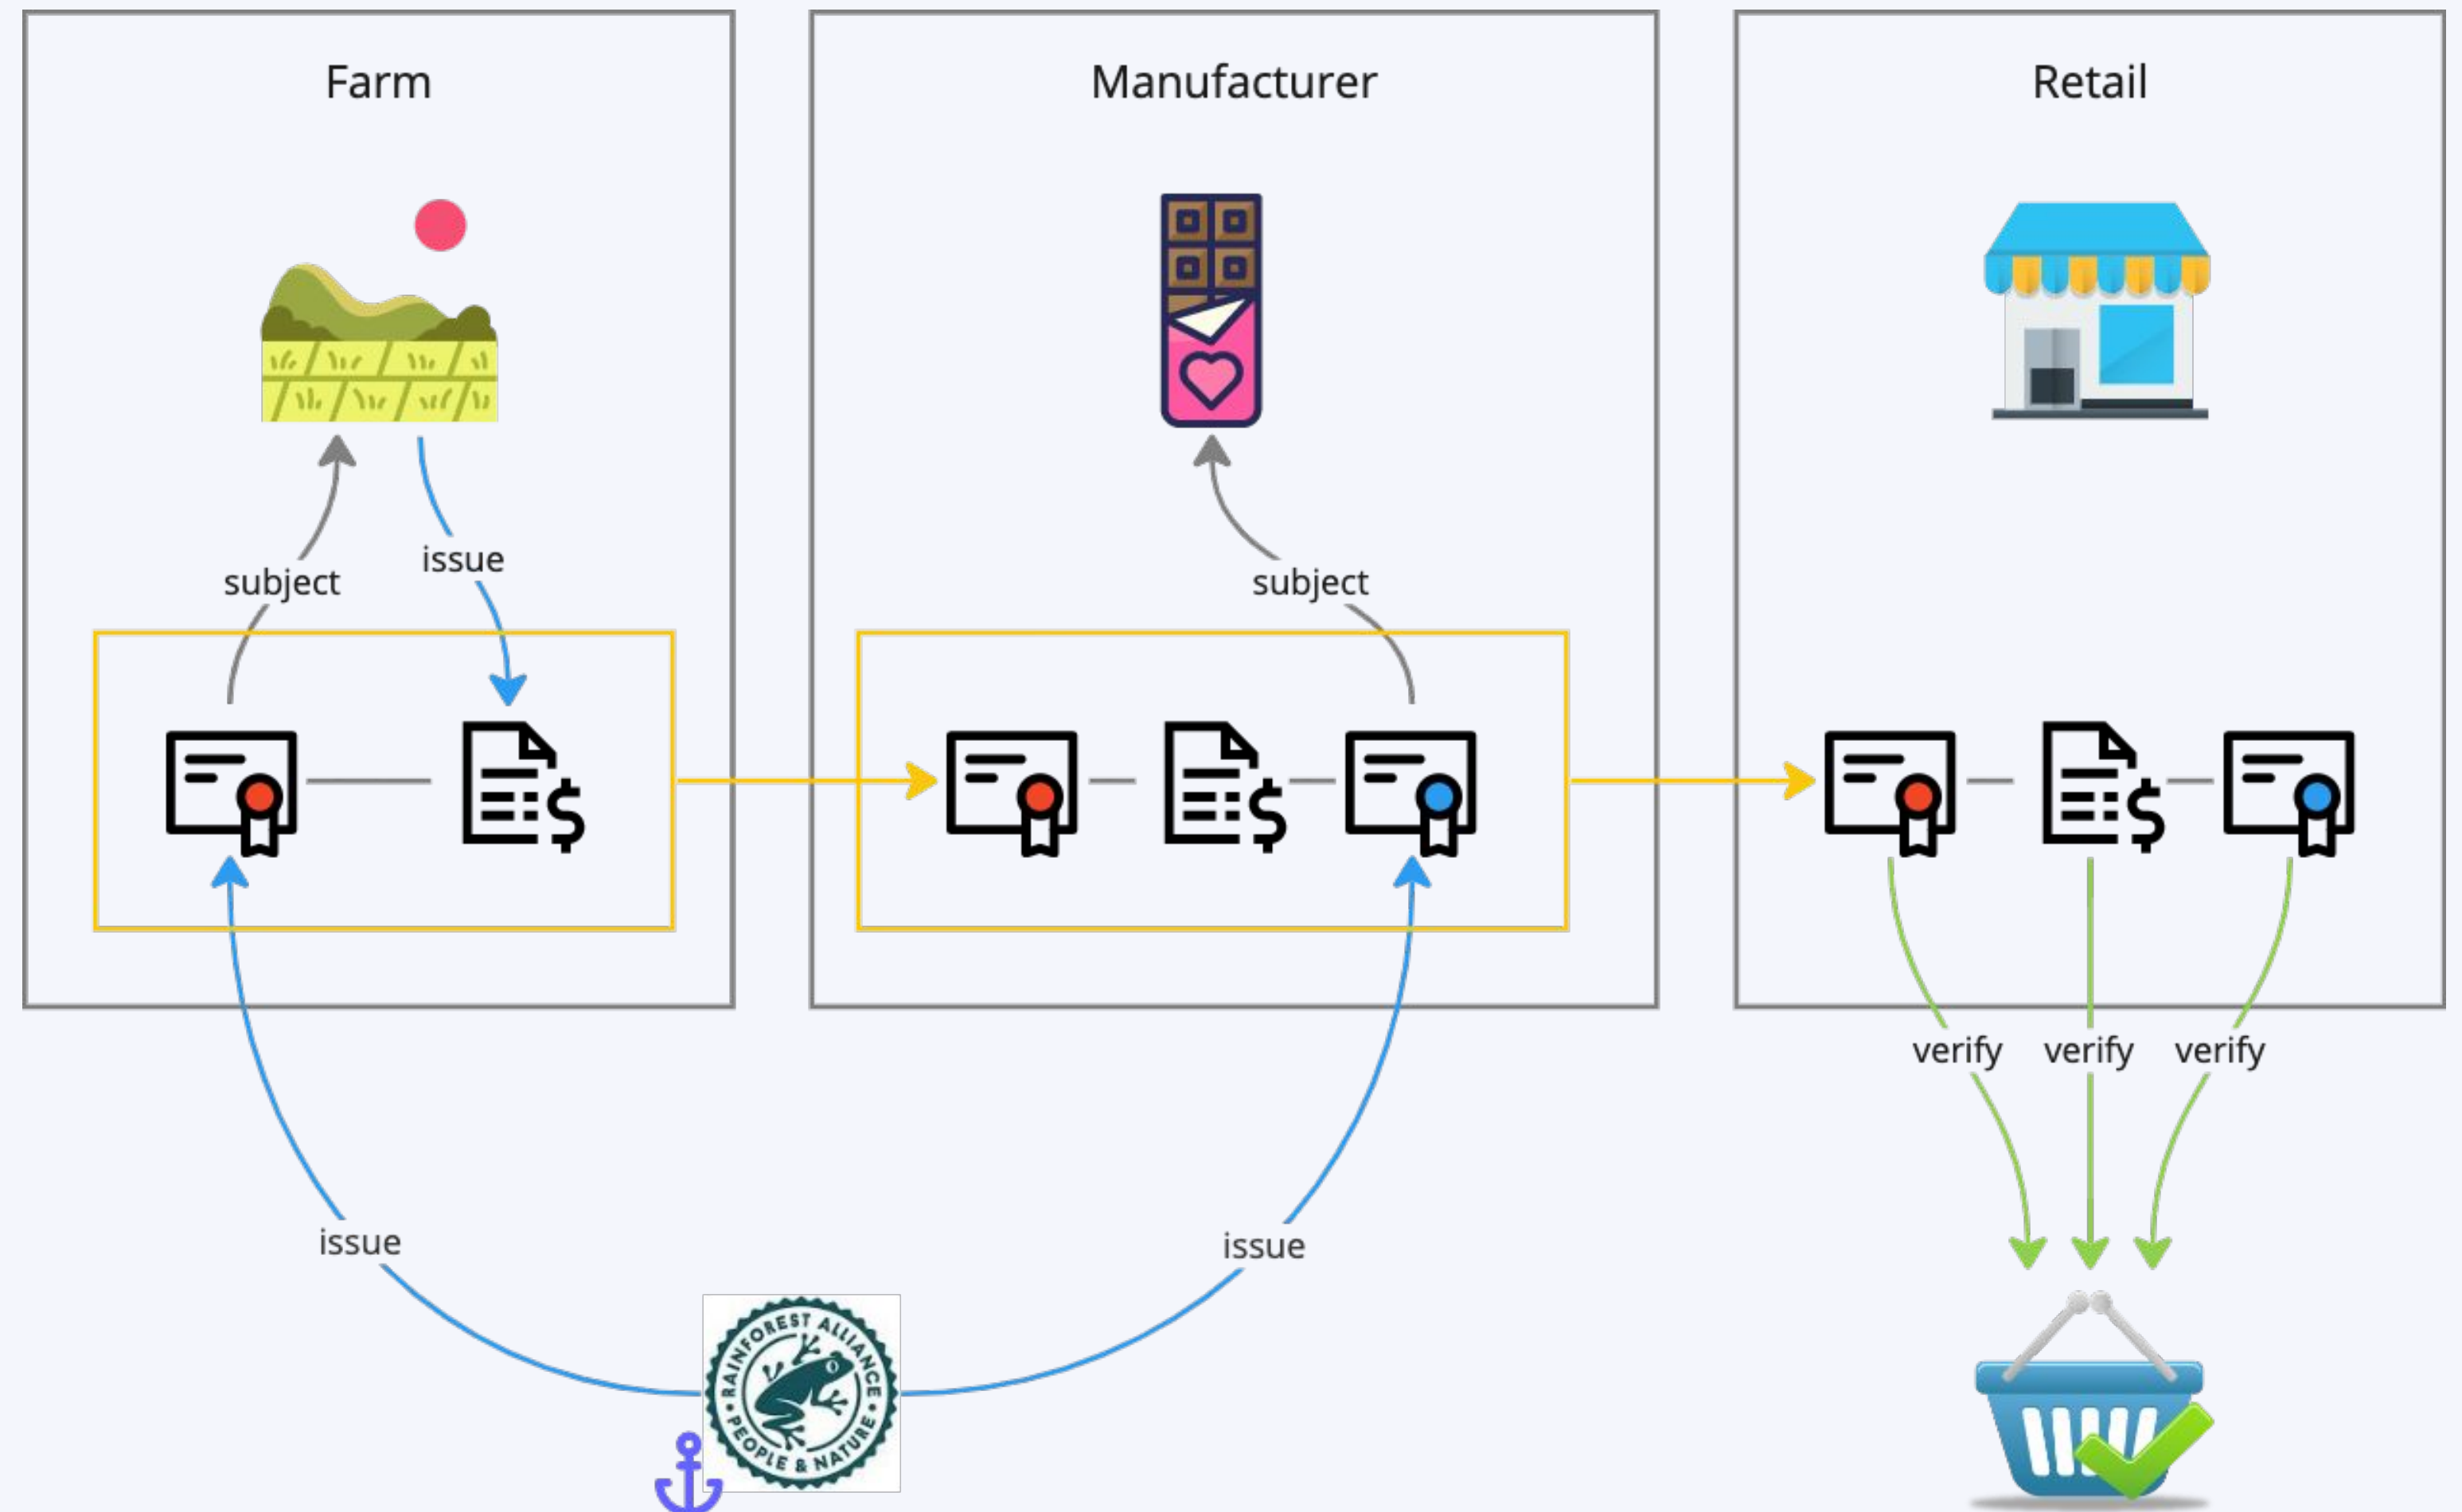 Farm
Manufacturer
Retail
subject
issue
subject
$
$
$
verify
verify
verify
issue
issue
RAINFOREST ALLIANCE
PEOPLE & NATURE